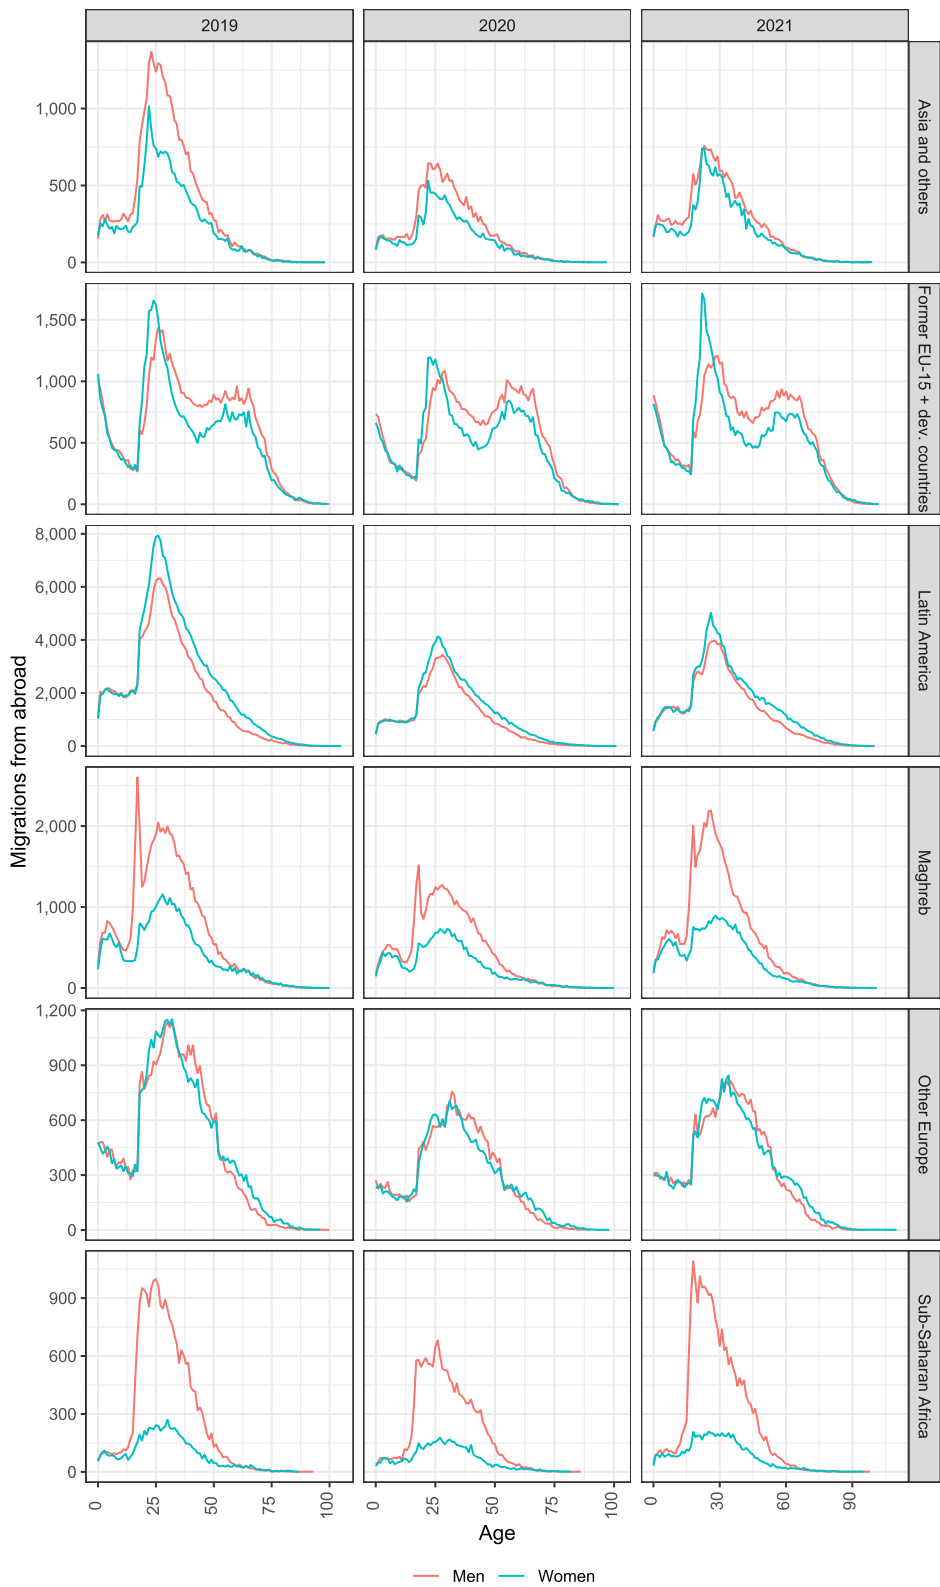 2019 2020 2021
1,000
500
0
Asia and others
1,500
1,000
500
0
Former EU-15 + dev. countries
8,000
6,000
4,000
2,000
0
Latin America
Migrations from abroad
2,000
1,000
0
Maghreb
1,200
900
600
300
0
Other Europe
900
600
300
0
Sub-Saharan Africa
0 25 50 75 100 0 25 50 75 100 0 30 60 90
Age
Men Women